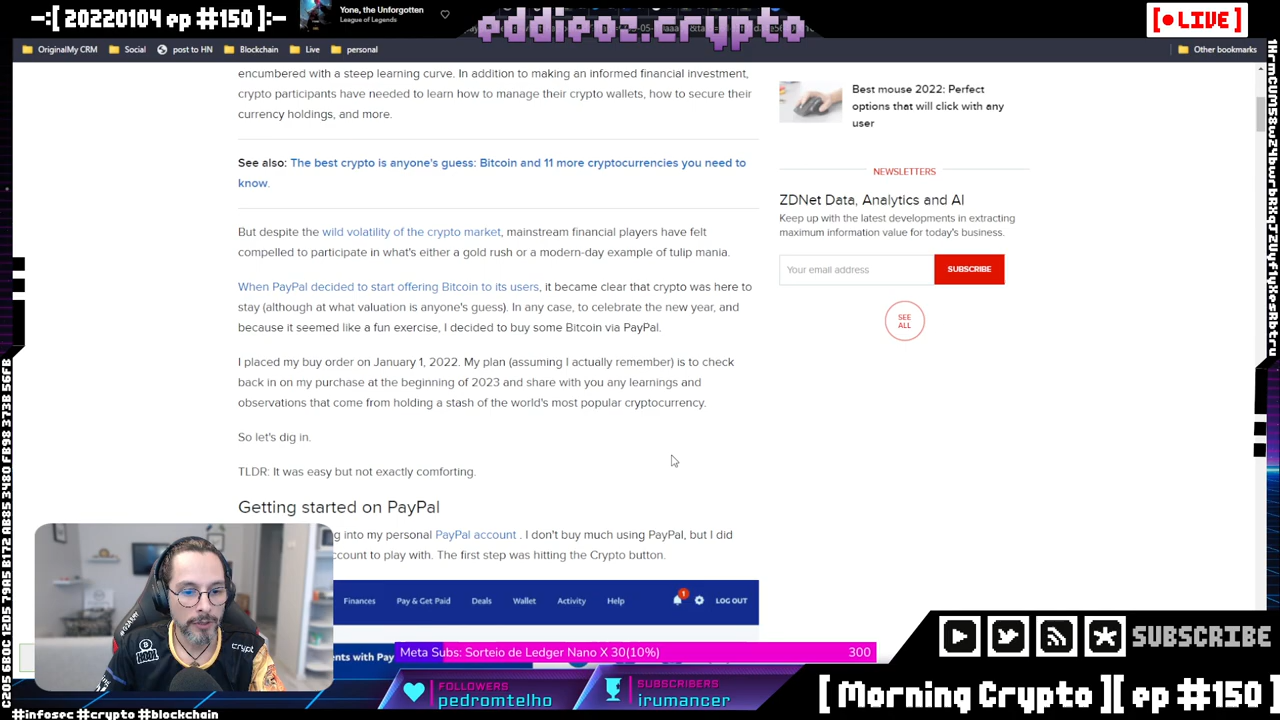 -:[ 20220104 ep #150 ]:-
Yone, the Unforgotten
League of Legends
eddieoz.crypto
[ • LIVE ]
OriginalMy CRM
Social
post to HN
Blockchain
Live
personal
Other bookmarks
encumbered with a steep learning curve. In addition to making an informed financial investment,
crypto participants have needed to learn how to manage their crypto wallets, how to secure their
currency holdings, and more.
See also: The best crypto is anyone's guess: Bitcoin and 11 more cryptocurrencies you need to
know.
But despite the wild volatility of the crypto market, mainstream financial players have felt
compelled to participate in what's either a gold rush or a modern-day example of tulip mania.
When PayPal decided to start offering Bitcoin to its users, it became clear that crypto was here to
stay (although at what valuation is anyone's guess). In any case, to celebrate the new year, and
because it seemed like a fun exercise, I decided to buy some Bitcoin via PayPal.
I placed my buy order on January 1, 2022. My plan (assuming I actually remember) is to check
back in on my purchase at the beginning of 2023 and share with you any learnings and
observations that come from holding a stash of the world's most popular cryptocurrency.
So let's dig in.
TLDR: It was easy but not exactly comforting.
Getting started on PayPal
g into my personal PayPal account . I don't buy much using PayPal, but I did
count to play with. The first step was hitting the Crypto button.
Finances
Pay & Get Paid
Deals
Wallet
Activity
Help
1
LOG OUT
Best mouse 2022: Perfect
options that will click with any
user
NEWSLETTERS
ZDNet Data, Analytics and AI
Keep up with the latest developments in extracting
maximum information value for today's business.
Your email address
SUBSCRIBE
SEE
ALL
nts with Pay
Meta Subs: Sorteio de Ledger Nano X 30(10%)
300
FOLLOWERS
pedromtelho
SUBSCRIBERS
irumancer
SUBSCRIBE
[ Morning Crypto ][ ep #150 ]
crypt
#infosec #crypto #blockchain